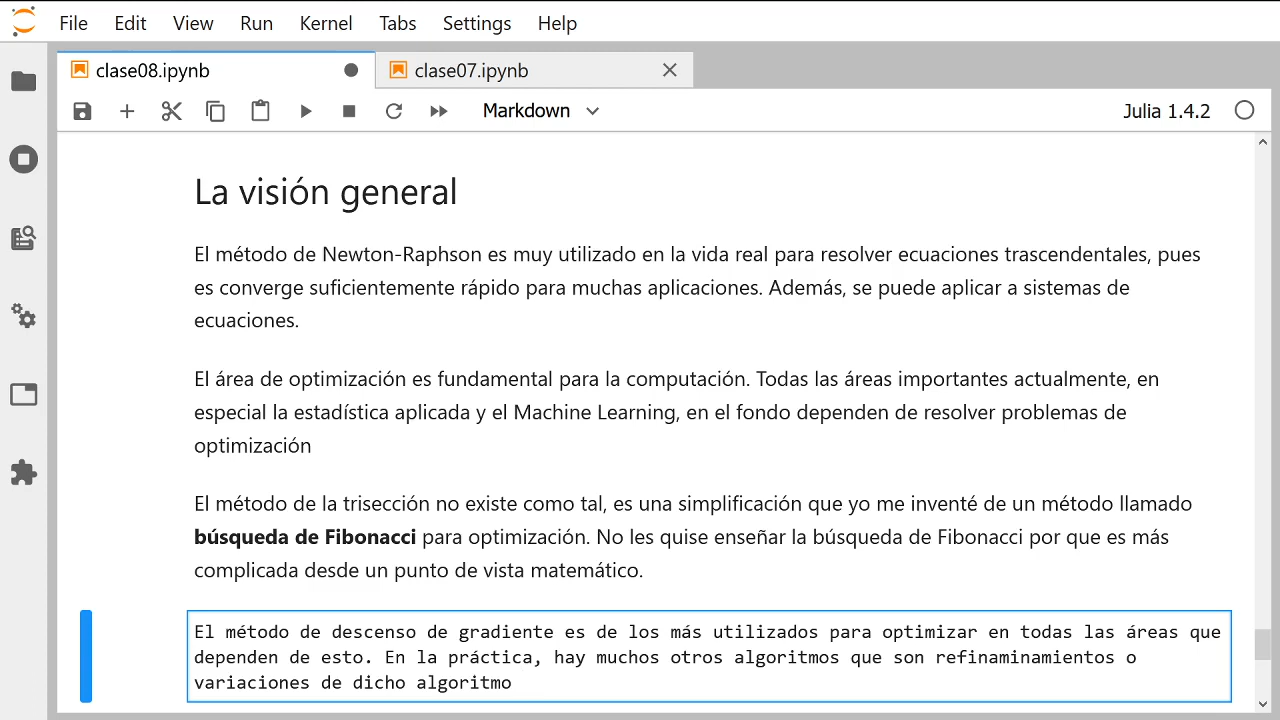 File Edit View Run Kernel Tabs Settings Help
clase08.ipynb clase07.ipynb
Markdown Julia 1.4.2
La visión general
El método de Newton-Raphson es muy utilizado en la vida real para resolver ecuaciones trascendentales, pues
es converge suficientemente rápido para muchas aplicaciones. Además, se puede aplicar a sistemas de
ecuaciones.
El área de optimización es fundamental para la computación. Todas las áreas importantes actualmente, en
especial la estadística aplicada y el Machine Learning, en el fondo dependen de resolver problemas de
optimización
El método de la trisección no existe como tal, es una simplificación que yo me inventé de un método llamado
búsqueda de Fibonacci para optimización. No les quise enseñar la búsqueda de Fibonacci por que es más
complicada desde un punto de vista matemático.
El método de descenso de gradiente es de los más utilizados para optimizar en todas las áreas que
dependen de esto. En la práctica, hay muchos otros algoritmos que son refinaminamientos o
variaciones de dicho algoritmo